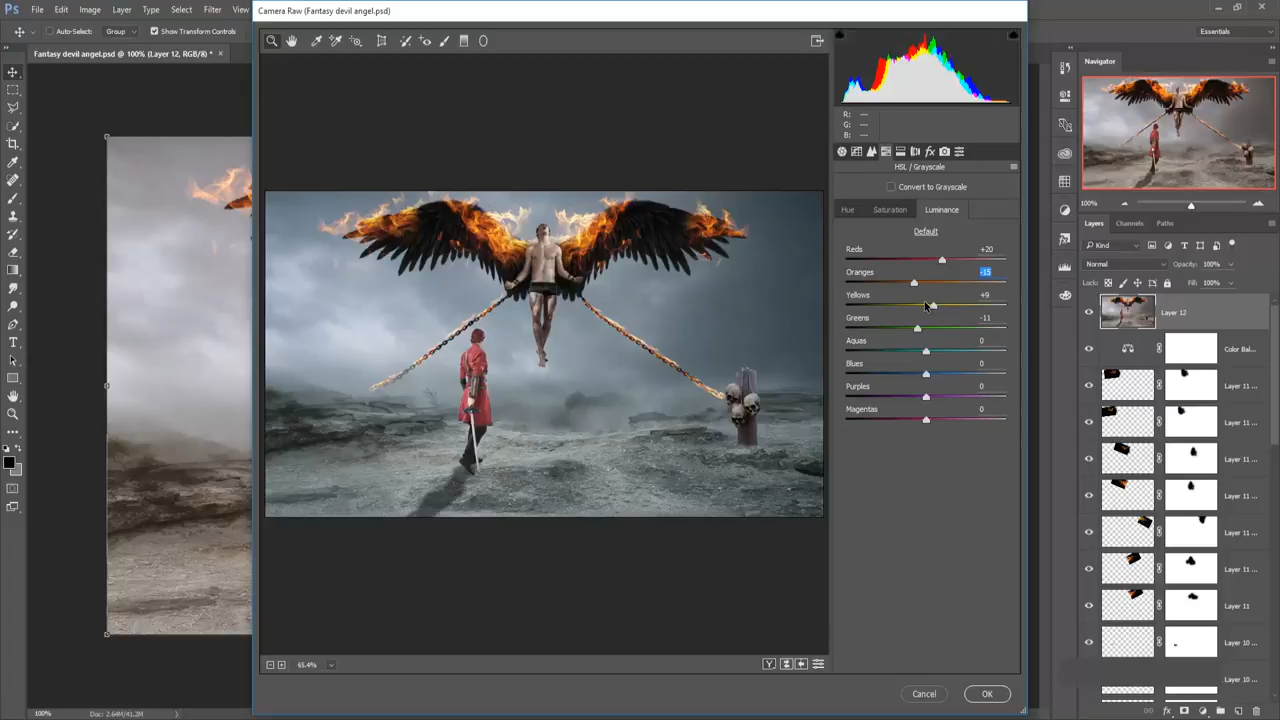 Ps File Edit Image Layer Type Select Filter View
Camera Raw (Fantasy devil angel.psd)
Auto-Select: Group Show Transform Controls
Essentials
Fantasy devil angel.psd @ 100% (Layer 12, RGB/8) * ×
Navigator
R: ---
G: ---
B: ---
HSL / Grayscale
Convert to Grayscale
Hue Saturation Luminance
Default
Reds +20
Oranges -15
Yellows +9
Greens -11
Aquas 0
Blues 0
Purples 0
Magentas 0
100%
Layers Channels Paths
Kind
Normal Opacity: 100%
Lock: Fill: 100%
Layer 12
Color Bal...
Layer 11 ...
Layer 11 ...
Layer 11 ...
Layer 11 ...
Layer 11 ...
Layer 11 ...
Layer 11
Layer 10 ...
Layer 10 ...
65.4%
Cancel OK
100% Doc: 2.64M/41.2M